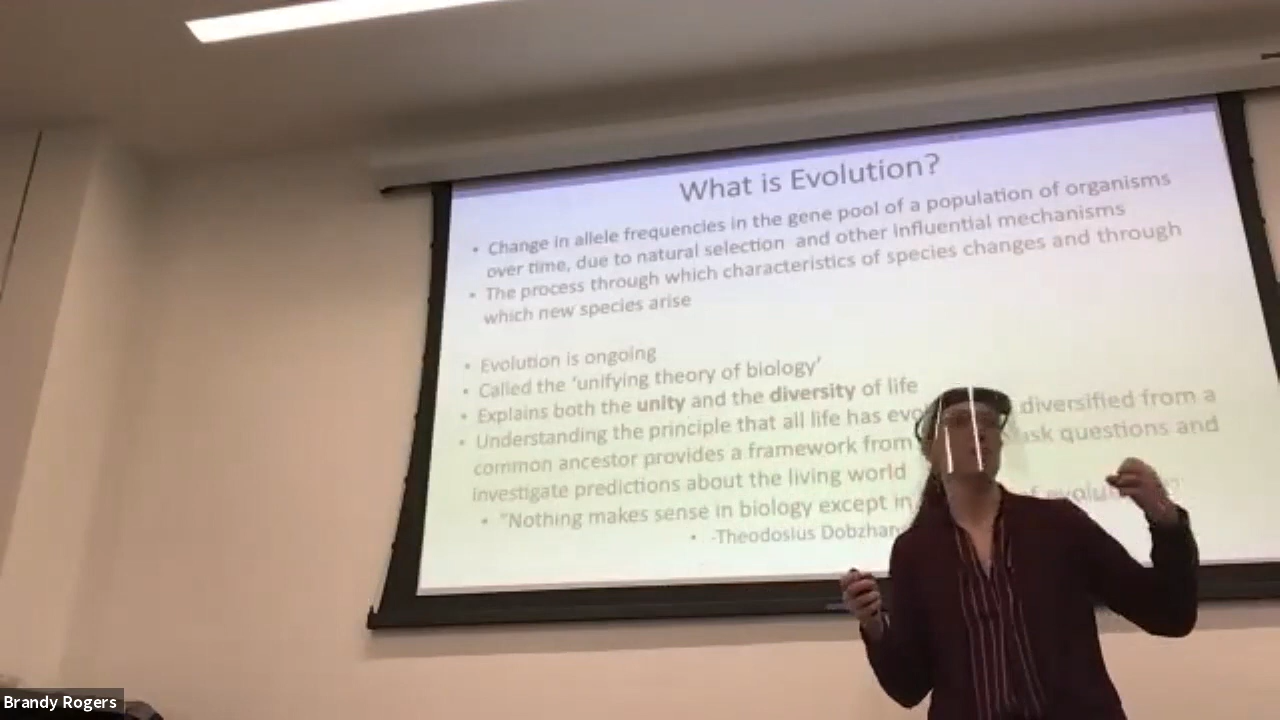 What is Evolution?
• Change in allele frequencies in the gene pool of a population of organisms
over time, due to natural selection and other influential mechanisms
• The process through which characteristics of species changes and through
which new species arise
• Evolution is ongoing
• Called the ‘unifying theory of biology’
• Explains both the unity and the diversity of life
• Understanding the principle that all life has diversified from a
common ancestor provides a framework from ask questions and
investigate predictions about the living world
• “Nothing makes sense in biology except in of
• -Theodosius
Brandy Rogers